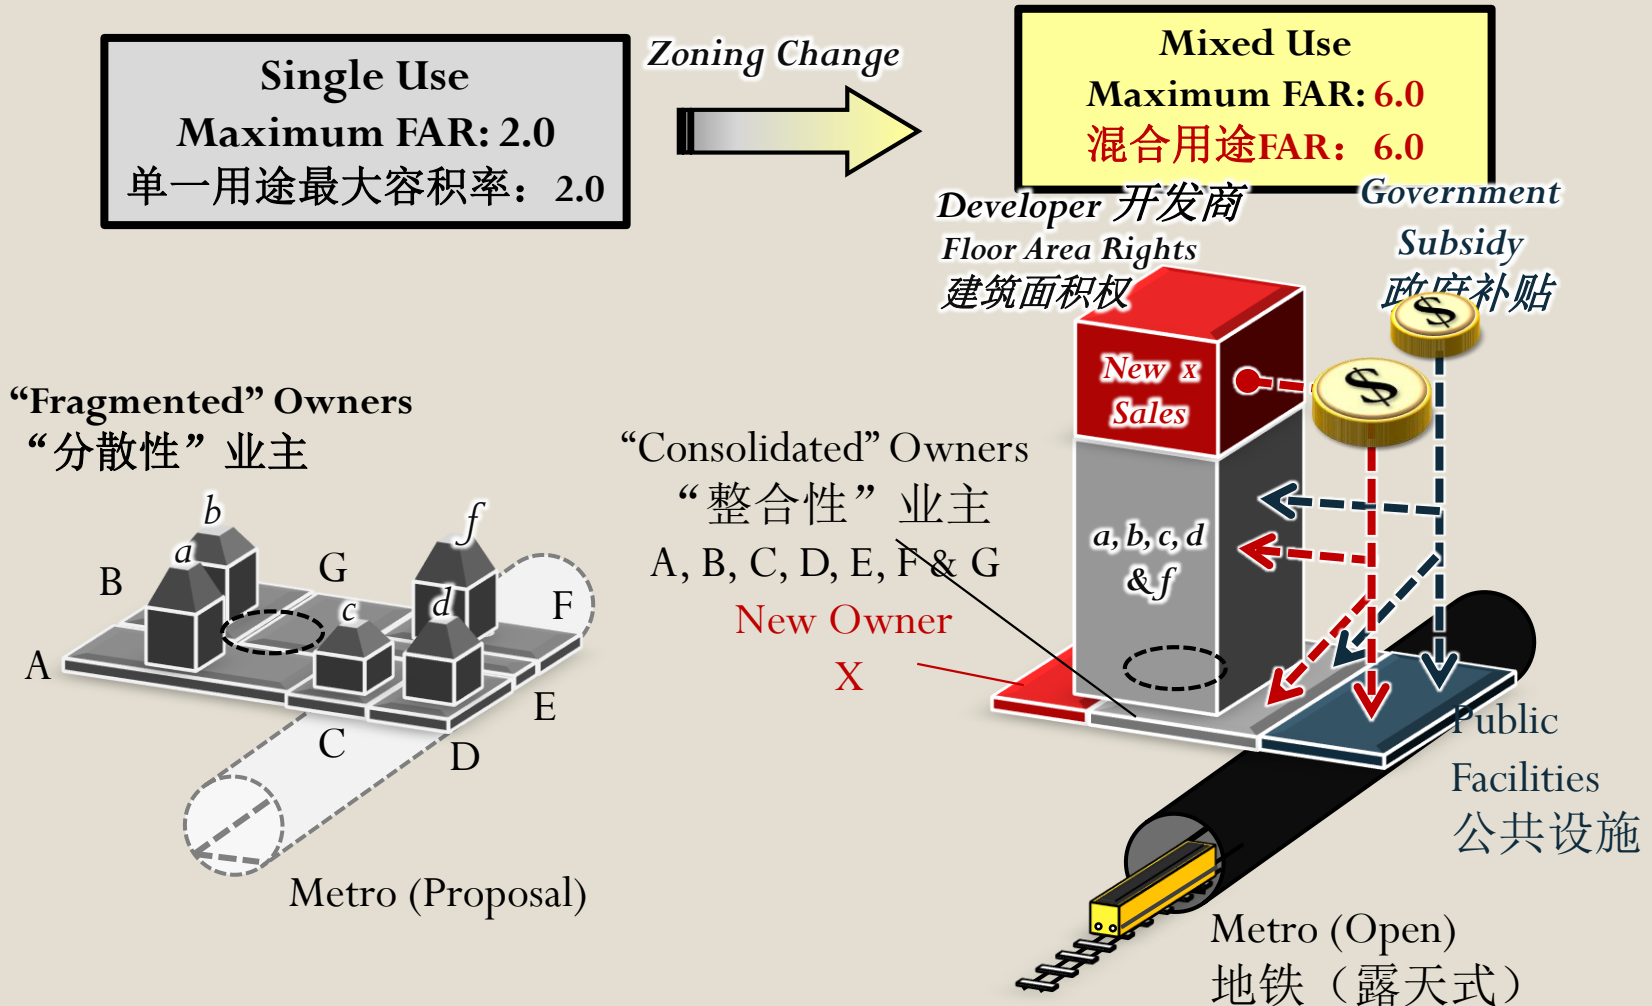 Single Use
Maximum FAR: 2.0
单一用途最大容积率：2.0
Zoning Change
Mixed Use
Maximum FAR: 6.0
混合用途FAR：6.0
Developer 开发商
Floor Area Rights
建筑面积权
Government
Subsidy
政府补贴
$
$
New x
Sales
“Fragmented” Owners
“分散性”业主
b
a
f
c
d
B
G
F
A
E
C
D
Metro (Proposal)
“Consolidated” Owners
“整合性”业主
A, B, C, D, E, F & G
New Owner
X
a, b, c, d
& f
Public
Facilities
公共设施
Metro (Open)
地铁（露天式）